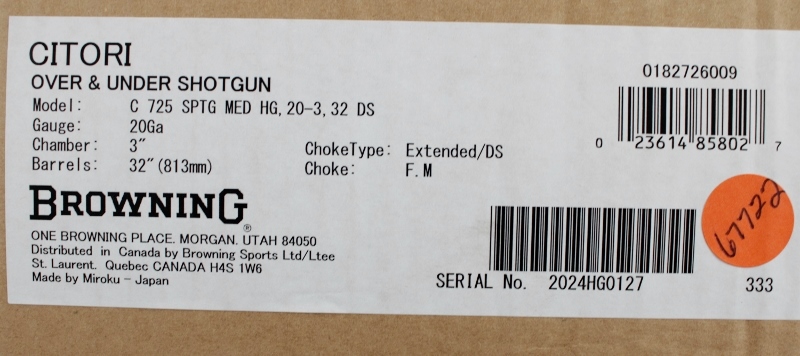 CITORI
OVER & UNDER SHOTGUN
Model: C 725 SPTG MED HG,20-3,32 DS
Gauge: 20Ga
Chamber: 3"
Barrels: 32"(813mm)
ChokeType: Extended/DS
Choke: F.M
BROWNING®
ONE BROWNING PLACE. MORGAN. UTAH 84050
Distributed in Canada by Browning Sports Ltd/Ltee
St. Laurent. Quebec CANADA H4S 1W6
Made by Miroku - Japan
0182726009
0 23614 85802 7
67722
SERIAL No. 2024HG0127
333